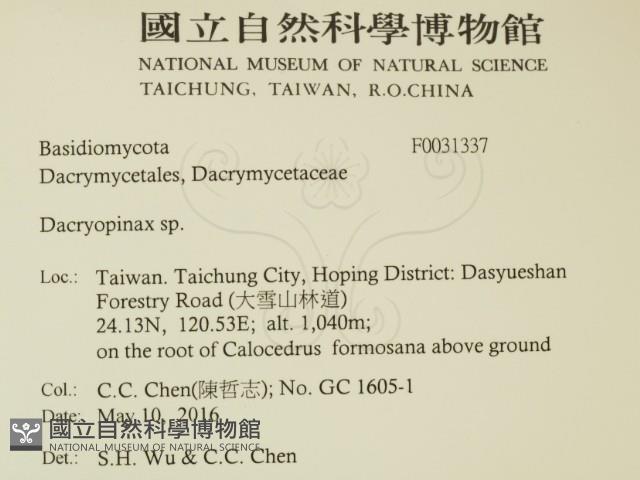 國立自然科學博物館
NATIONAL MUSEUM OF NATURAL SCIENCE
TAICHUNG, TAIWAN, R.O.CHINA
Basidiomycota F0031337
Dacrymycetales, Dacrymycetaceae
Dacryopinax sp.
Loc.: Taiwan. Taichung City, Hoping District: Dasyueshan
Forestry Road (大雪山林道)
24.13N, 120.53E; alt. 1,040m;
on the root of Calocedrus formosana above ground
Col.: C.C. Chen(陳哲志); No. GC 1605-1
Date: May 10, 2016
國立自然科學博物館
NATIONAL MUSEUM OF NATURAL SCIENCE
Det.: S.H. Wu & C.C. Chen